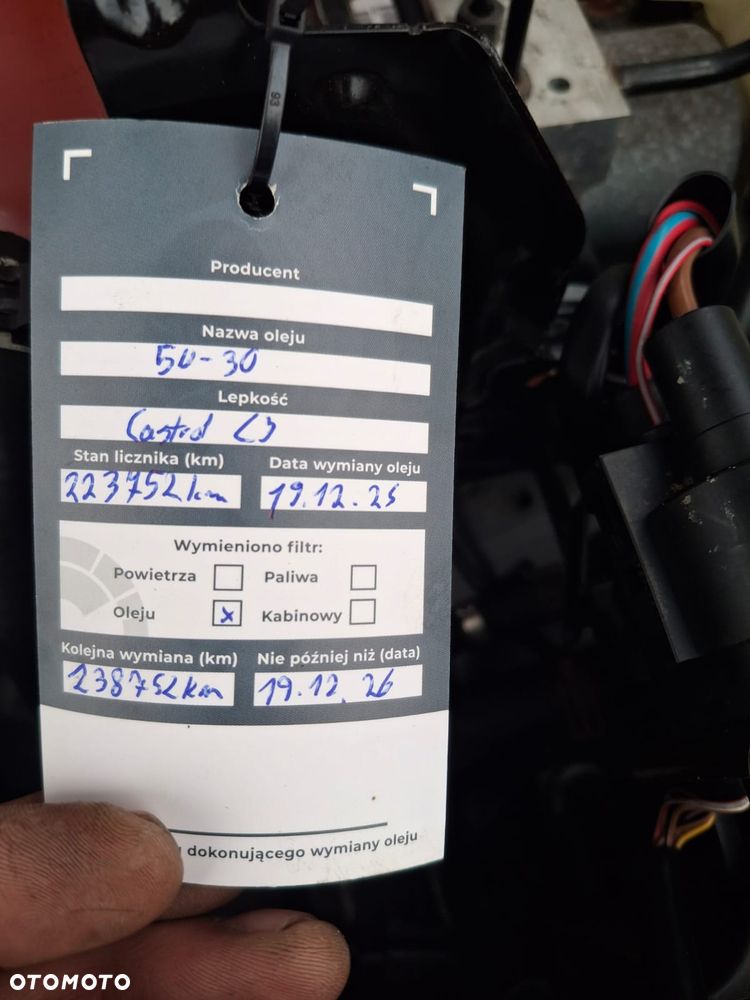 93
Producent
Nazwa oleju
5W-30
Lepkość
Castrol C3
Stan licznika (km) Data wymiany oleju
223752km 19.12.25
Wymieniono filtr:
Powietrza Paliwa
Oleju x Kabinowy
Kolejna wymiana (km) Nie później niż (data)
238752km 19.12.26
dokonującego wymiany oleju
OTOMOTO